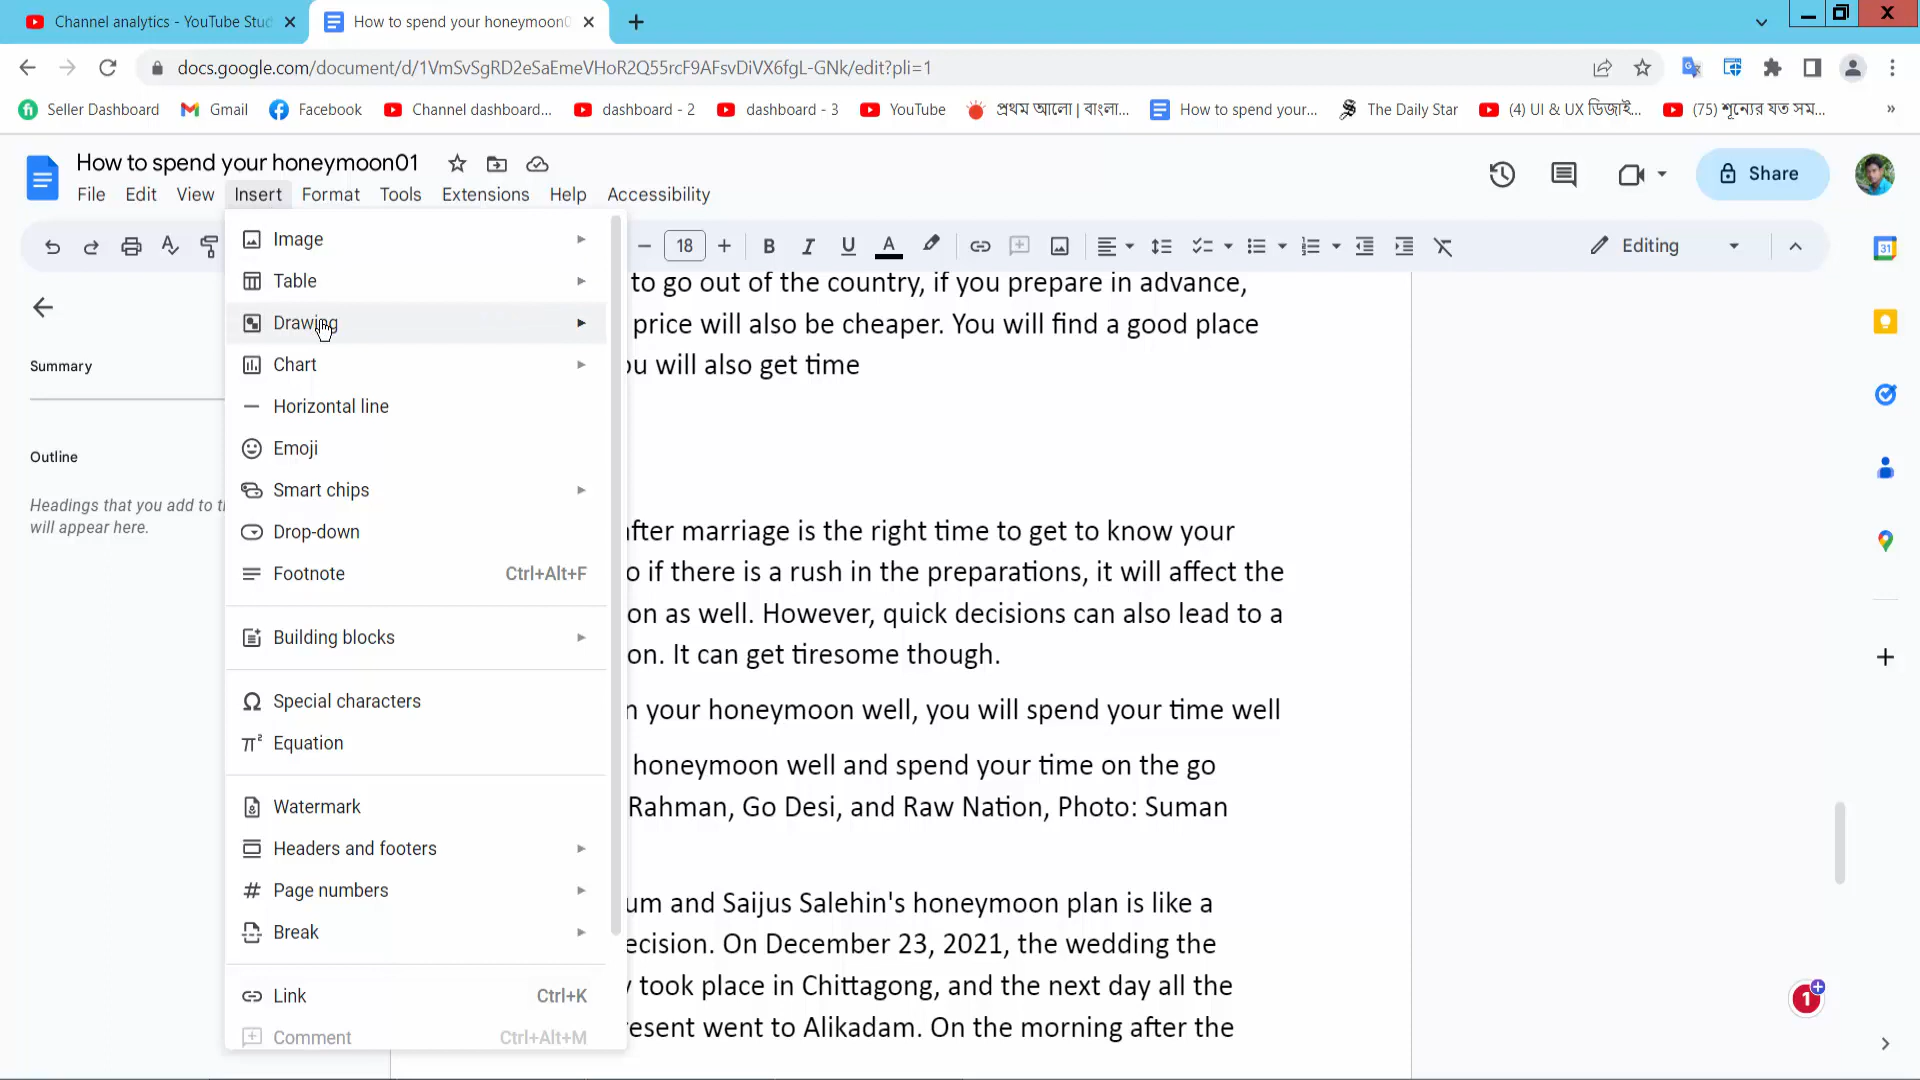 Channel analytics - YouTube Stud
How to spend your honeymoon0
docs.google.com/document/d/1VmSvSgRD2eSaEmeVHoR2Q55rcF9AFsvDiVX6fgL-GNk/edit?pli=1
Seller Dashboard
Gmail
Facebook
Channel dashboard...
dashboard - 2
dashboard - 3
YouTube
প্রথম আলো | বাংলা...
How to spend your...
The Daily Star
(4) UI & UX ডিজাই...
(75) শূন্যের যত সম...
»
How to spend your honeymoon01
Share
File Edit View Insert Format Tools Extensions Help Accessibility
18
B I U A
Editing
31
Image
Table
Drawing
Chart
Horizontal line
Emoji
Smart chips
Drop-down
Footnote Ctrl+Alt+F
Building blocks
Special characters
Equation
Watermark
Headers and footers
Page numbers
Break
Link Ctrl+K
Comment Ctrl+Alt+M
Summary
Outline
Headings that you add to t
will appear here.
to go out of the country, if you prepare in advance,
price will also be cheaper. You will find a good place
ou will also get time
after marriage is the right time to get to know your
o if there is a rush in the preparations, it will affect the
on as well. However, quick decisions can also lead to a
on. It can get tiresome though.
n your honeymoon well, you will spend your time well
honeymoon well and spend your time on the go
Rahman, Go Desi, and Raw Nation, Photo: Suman
um and Saijus Salehin's honeymoon plan is like a
ecision. On December 23, 2021, the wedding the
y took place in Chittagong, and the next day all the
resent went to Alikadam. On the morning after the
1